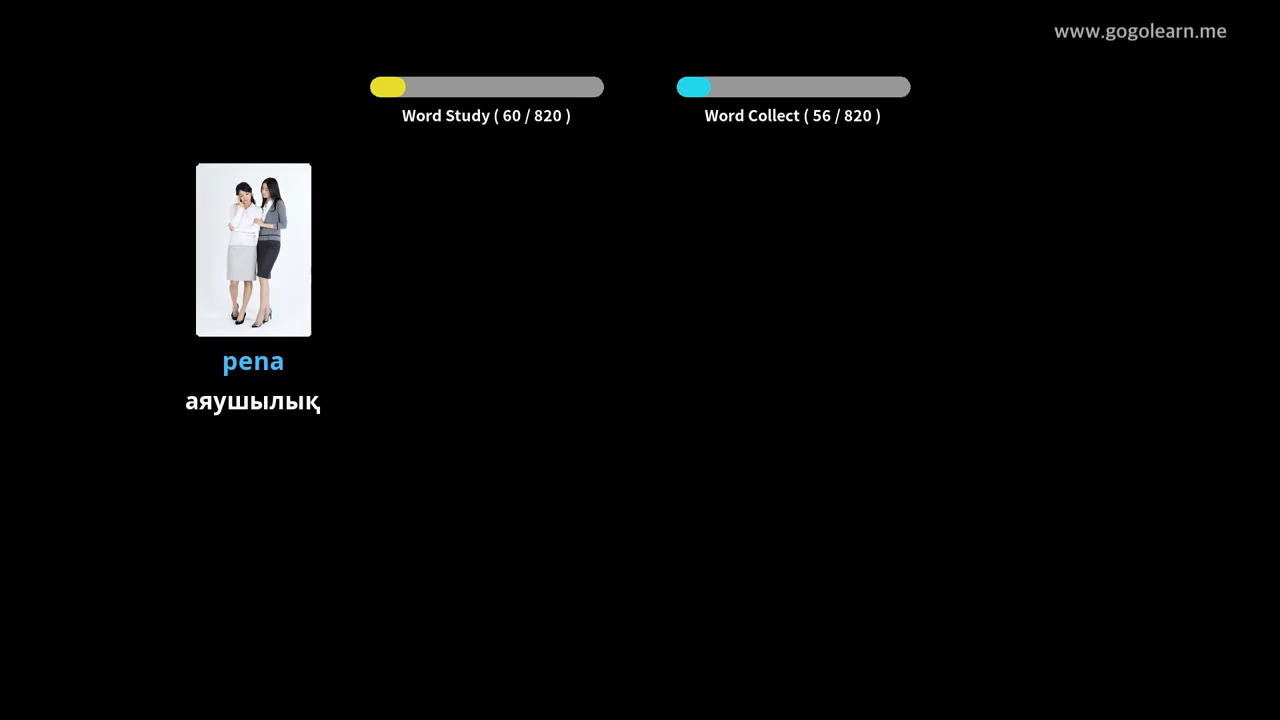 www.gogolearn.me
Word Study ( 60 / 820 )
Word Collect ( 56 / 820 )
pena
аяушылық